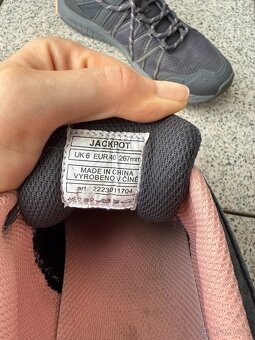 JACKPOT
UK 6 EUR 40 267mm
MADE IN CHINA
VYROBENO V ČÍNĚ
art. 2223011704